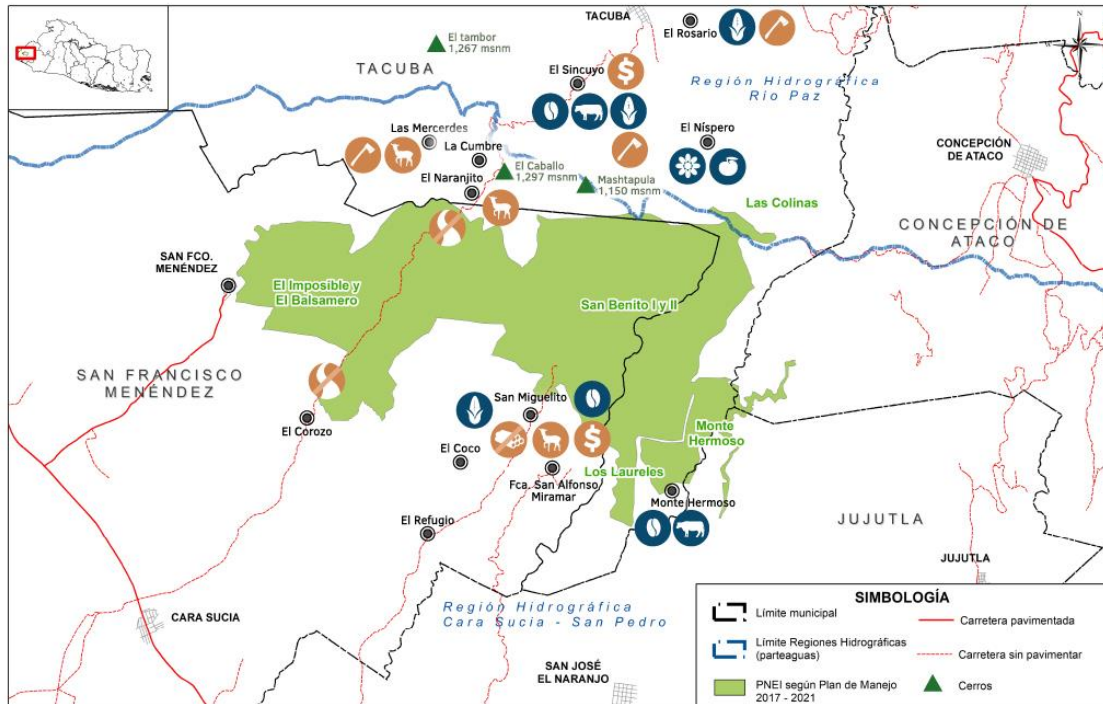 TACUBA
El Rosario
N
El tambor
1,267 msnm
TACUBA
El Sincuyo
$
Región Hidrográfica
Río Paz
Las Mercerdes
La Cumbre
El Níspero
CONCEPCIÓN
DE ATACO
El Caballo
1,297 msnm
El Naranjito
Mashtapula
1,150 msnm
Las Colinas
CONCEPCIÓN DE
ATACO
SAN FCO.
MENÉNDEZ
El Imposible y
El Balsamero
San Benito I y II
SAN FRANCISCO
MENÉNDEZ
San Miguelito
El Corozo
$
Monte
Hermoso
El Coco
Los Laureles
Fca. San Alfonso
Miramar
Monte Hermoso
El Refugio
JUJUTLA
JUJUTLA
CARA SUCIA
Región Hidrográfica
Cara Sucia - San Pedro
SAN JOSÉ
EL NARANJO
SIMBOLOGÍA
Límite municipal
Carretera pavimentada
Límite Regiones Hidrográficas
(parteaguas)
Carretera sin pavimentar
PNEI según Plan de Manejo
2017 - 2021
Cerros